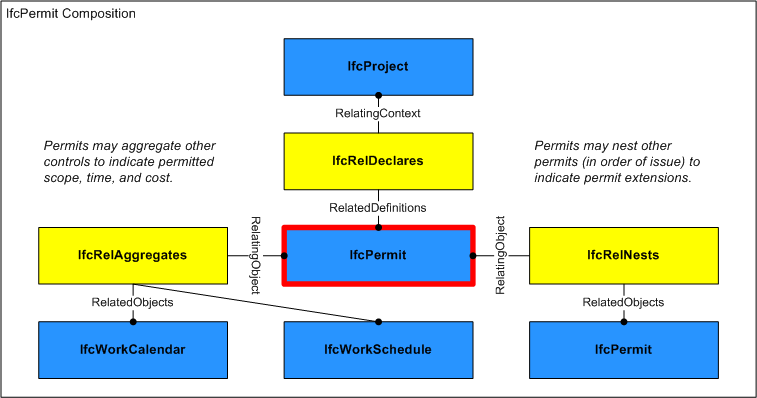 IfcPermit Composition
IfcProject
RelatingContext
Permits may aggregate other
controls to indicate permitted
scope, time, and cost.
IfcRelDeclares
Permits may nest other
permits (in order of issue) to
indicate permit extensions.
RelatedDefinitions
IfcRelAggregates
RelatingObject
IfcPermit
RelatingObject
IfcRelNests
RelatedObjects
RelatedObjects
IfcWorkCalendar
IfcWorkSchedule
IfcPermit